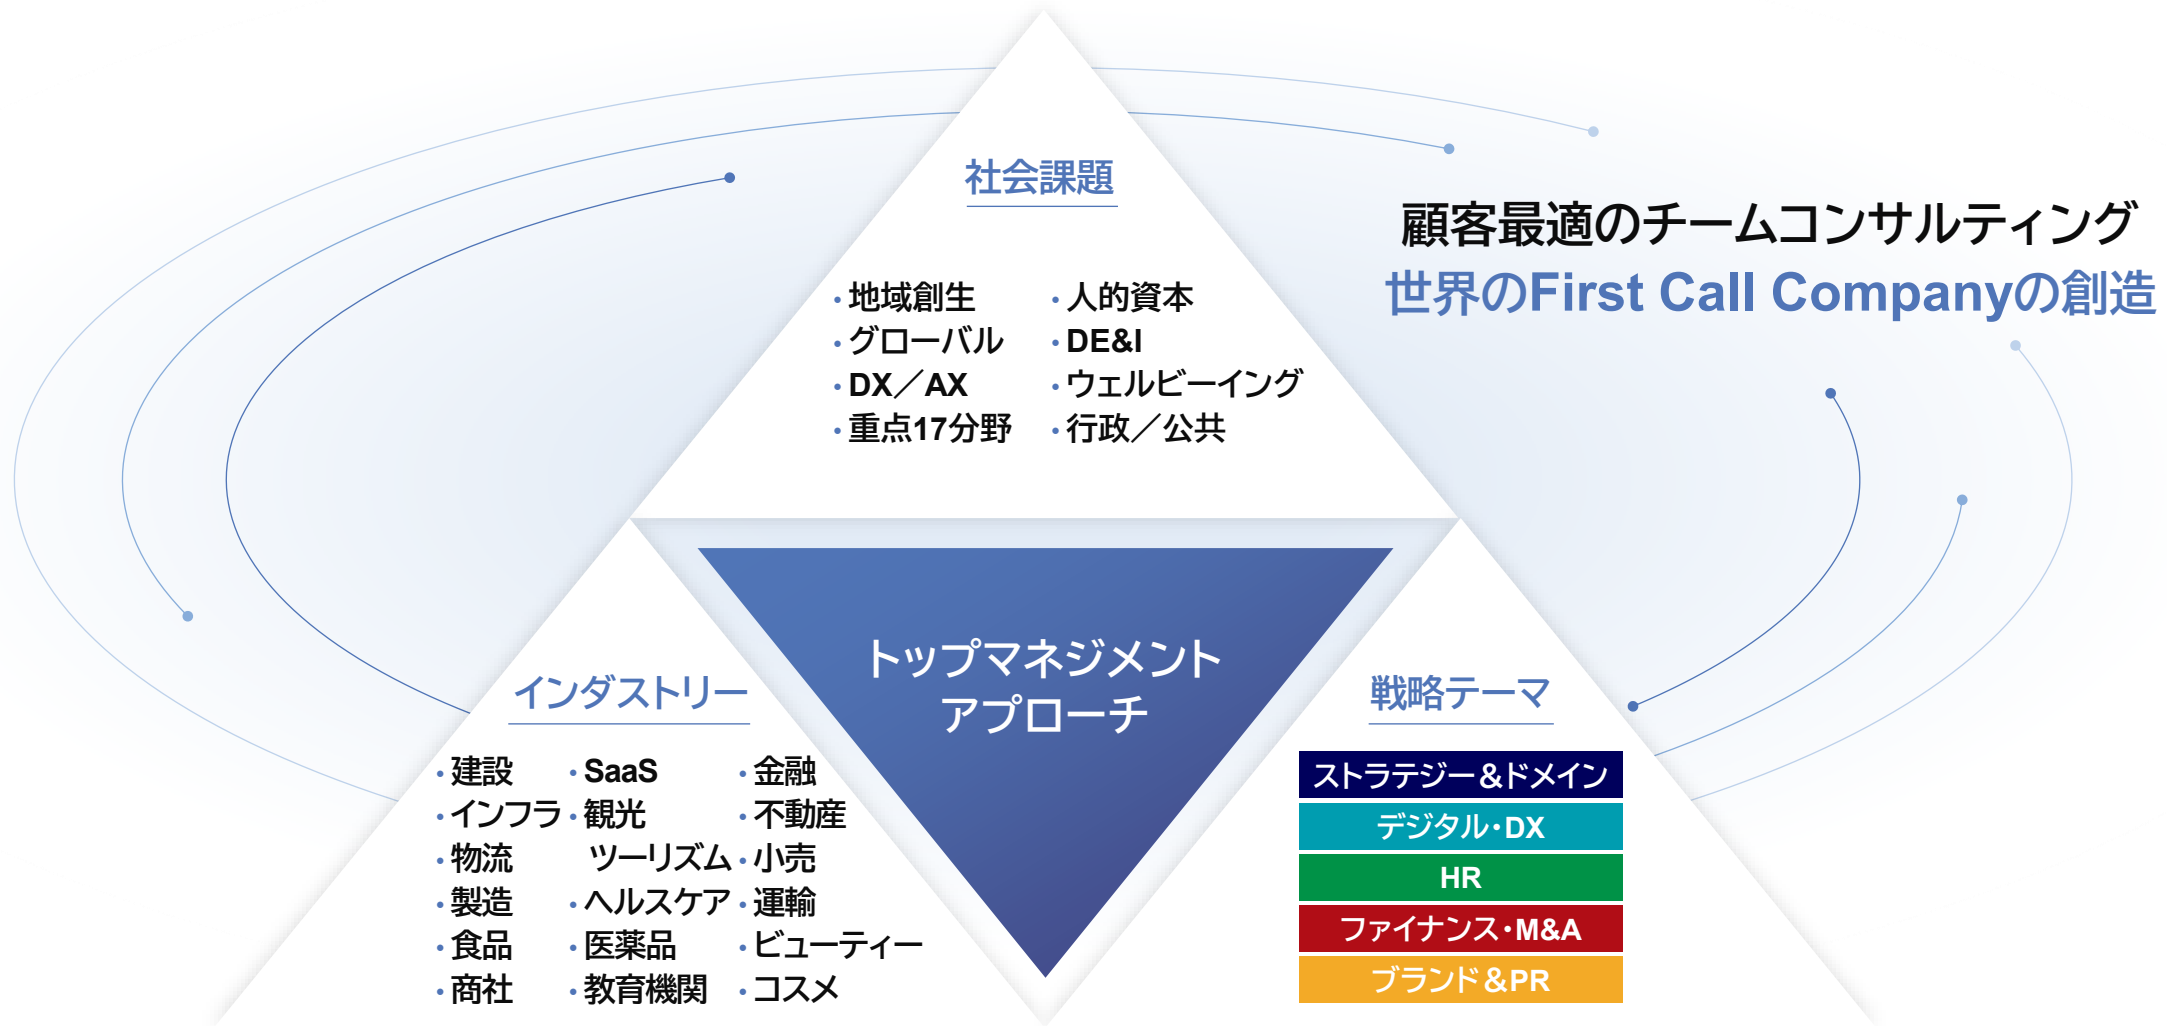 社会課題
顧客最適のチームコンサルティング
世界のFirst Call Companyの創造
・地域創生
・グローバル
・DX／AX
・重点17分野
・人的資本
・DE&I
・ウェルビーイング
・行政／公共
トップマネジメント
アプローチ
インダストリー
・建設
・インフラ
・物流
・製造
・食品
・商社
・SaaS
・観光
ツーリズム
・ヘルスケア
・医薬品
・教育機関
・金融
・不動産
・小売
・運輸
・ビューティー
・コスメ
戦略テーマ
ストラテジー＆ドメイン
デジタル・DX
HR
ファイナンス・M&A
ブランド＆PR